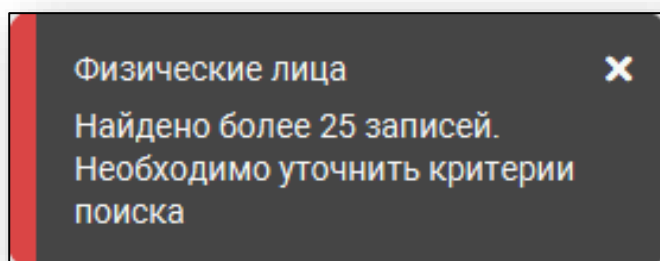 Физические лица
Найдено более 25 записей.
Необходимо уточнить критерии
поиска